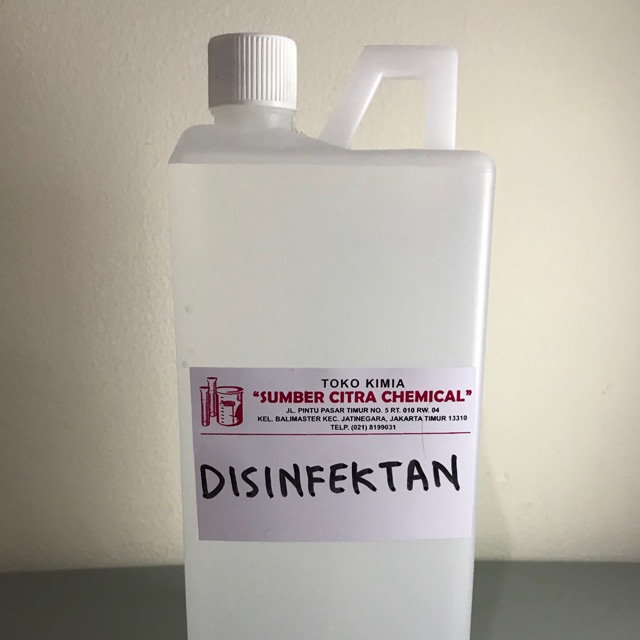 TOKO KIMIA
"SUMBER CITRA CHEMICAL"
JL. PINTU PASAR TIMUR NO. 5 RT. 010 RW. 04
KEL. BALIMASTER KEC. JATINEGARA, JAKARTA TIMUR 13310
TELP. (021) 8199031
DISINFEKTAN